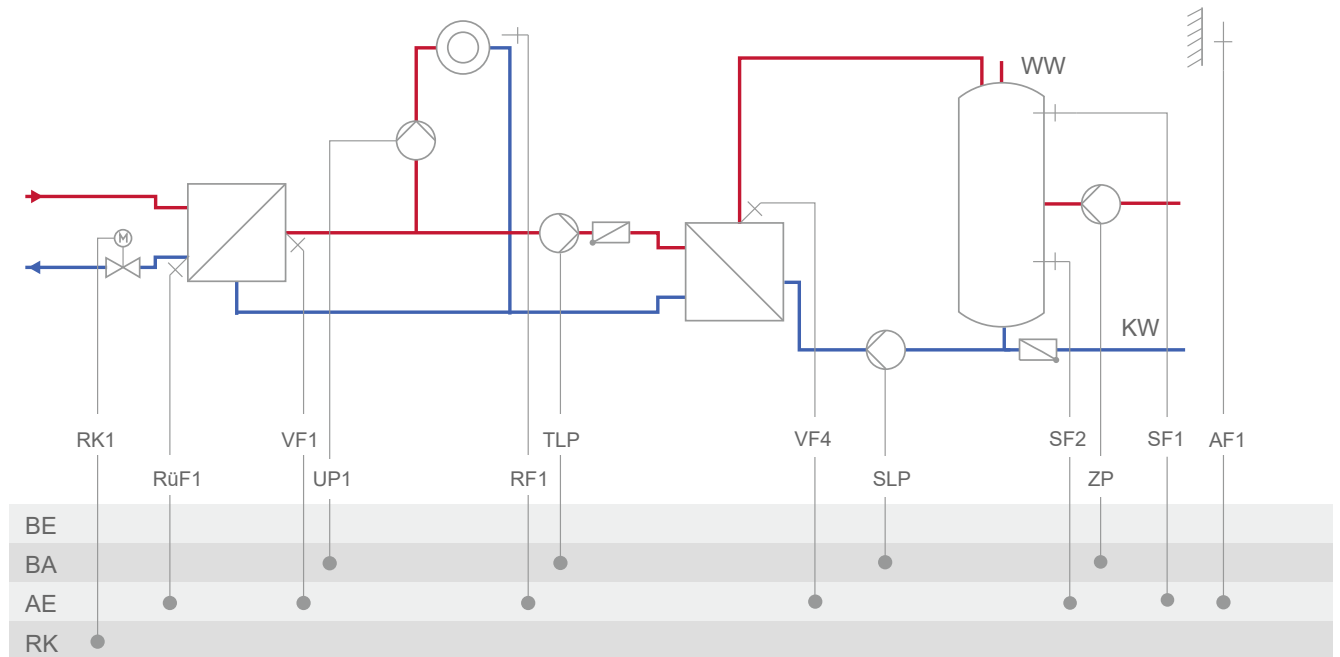 WW
M
KW
RK1 VF1 TLP VF4 SF2 SF1 AF1
RüF1 UP1 RF1 SLP ZP
BE
BA
AE
RK